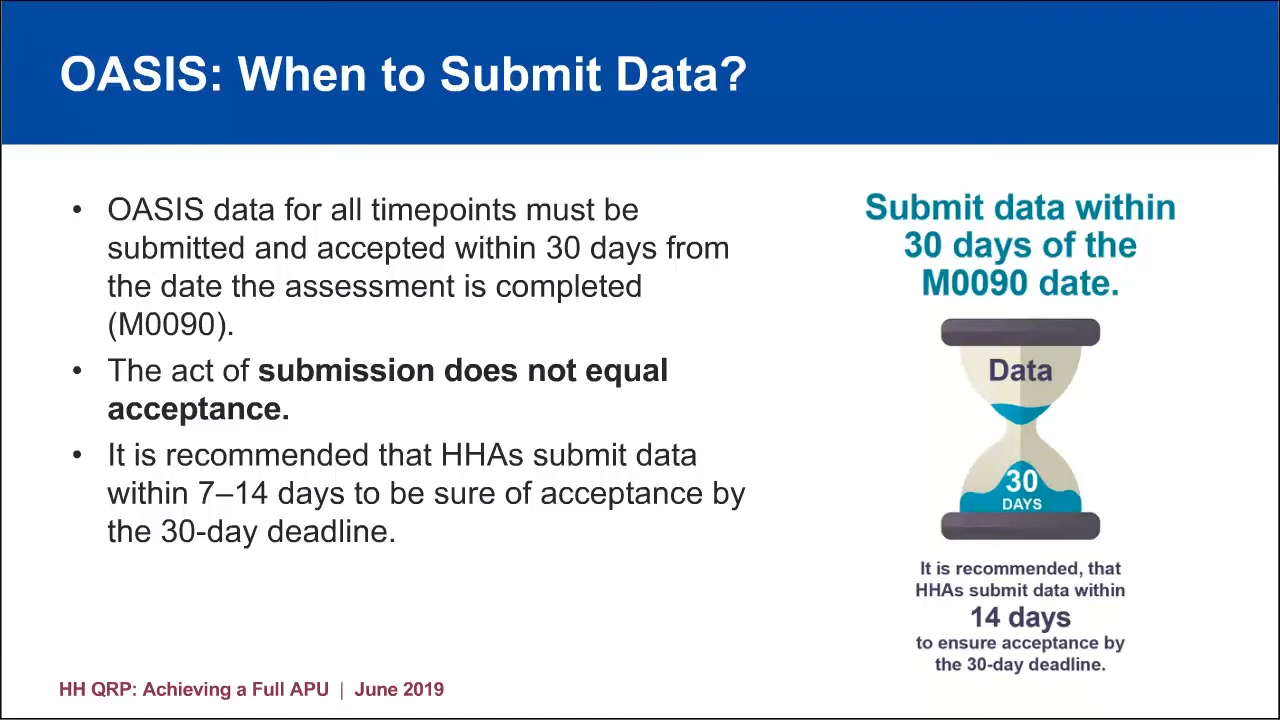 OASIS: When to Submit Data?
• OASIS data for all timepoints must be
submitted and accepted within 30 days from
the date the assessment is completed
(M0090).
• The act of submission does not equal
acceptance.
• It is recommended that HHAs submit data
within 7–14 days to be sure of acceptance by
the 30-day deadline.
Submit data within
30 days of the
M0090 date.
Data
30
DAYS
It is recommended, that
HHAs submit data within
14 days
to ensure acceptance by
the 30-day deadline.
HH QRP: Achieving a Full APU | June 2019